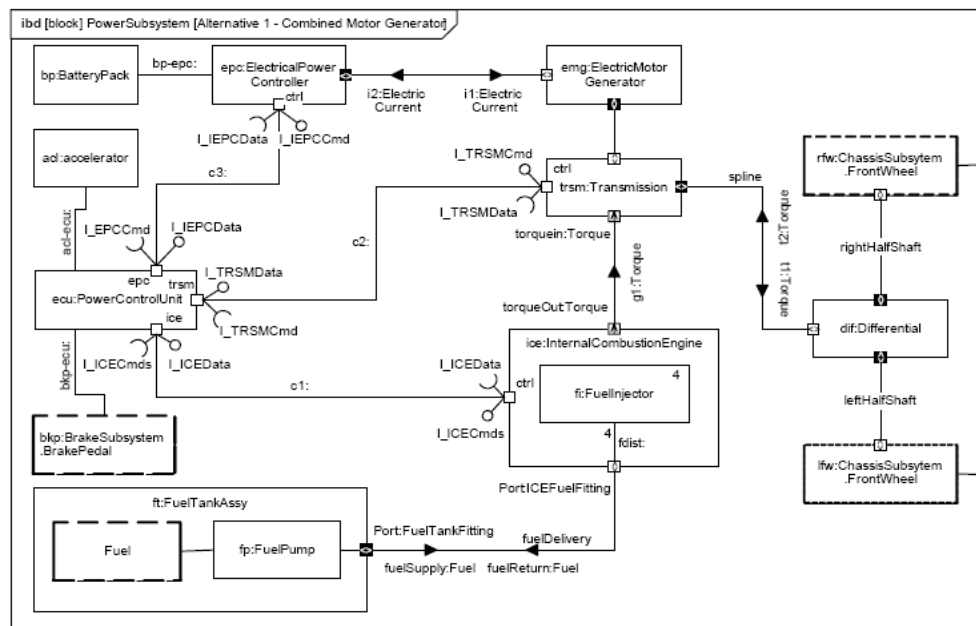 ibd [block] PowerSubsystem [Alternative 1 - Combined Motor Generator]
bp:BatteryPack
bp-epc:
epc:ElectricalPower
Controller
ctrl
i2:Electric
Current
i1:Electric
Current
emg:ElectricMotor
Generator
I_IEPCData
I_IEPCCmd
acl:accelerator
c3:
I_TRSMCmd
ctrl
trsm:Transmission
I_TRSMData
spline
rfw:ChassisSubsytem
.FrontWheel
acl-ecu:
I_EPCCmd
I_IEPCData
c2:
torquein:Torque
t2:Torque
t1:Torque
rightHalfShaft
epc
trsm
I_TRSMData
ecu:PowerControlUnit
ice
I_TRSMCmd
g1:Torque
torqueOut:Torque
dif:Differential
bkp-ecu:
I_ICECmds
I_ICEData
c1:
I_ICEData
ctrl
I_ICECmds
ice:InternalCombustionEngine
4
fi:FuelInjector
4
fdist:
leftHalfShaft
bkp:BrakeSubsystem
.BrakePedal
lfw:ChassisSubsytem
.FrontWheel
Port:ICEFuelFitting
ft:FuelTankAssy
Fuel
fp:FuelPump
Port:FuelTankFitting
fuelDelivery
fuelSupply:Fuel
fuelReturn:Fuel